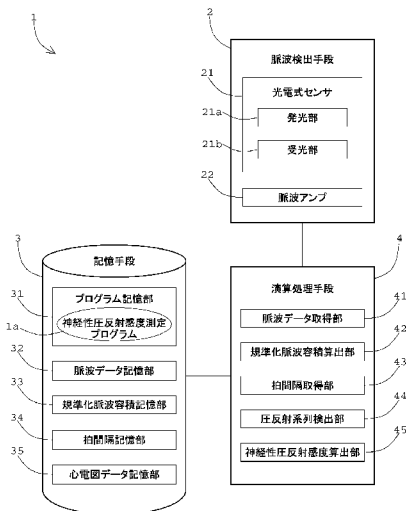 1
2
脈波検出手段
21
光電式センサ
21a
発光部
21b
受光部
22
脈波アンプ
3
記憶手段
31
プログラム記憶部
1a
神経性圧反射感度測定
プログラム
32
脈波データ記憶部
33
規準化脈波容積記憶部
34
拍間隔記憶部
35
心電図データ記憶部
4
演算処理手段
41
脈波データ取得部
42
規準化脈波容積算出部
43
拍間隔取得部
44
圧反射系列検出部
45
神経性圧反射感度算出部